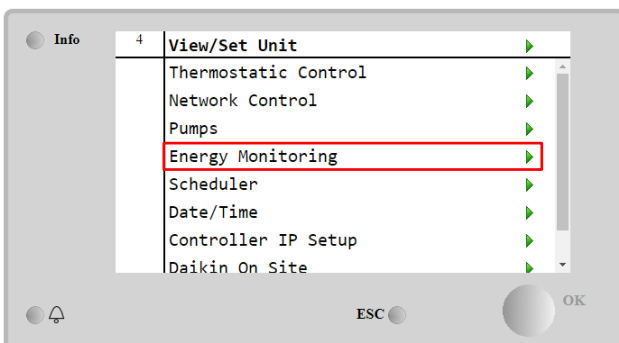 Info
4 View/Set Unit
Thermostatic Control
Network Control
Pumps
Energy Monitoring
Scheduler
Date/Time
Controller IP Setup
Daikin On Site
OK
ESC